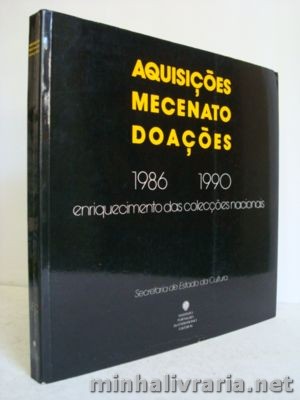 AQUISIÇÕES
MECENATO
DOAÇÕES
1986 1990
enriquecimento das colecções nacionais
Secretaria de Estado da Cultura
minhalivraria.net